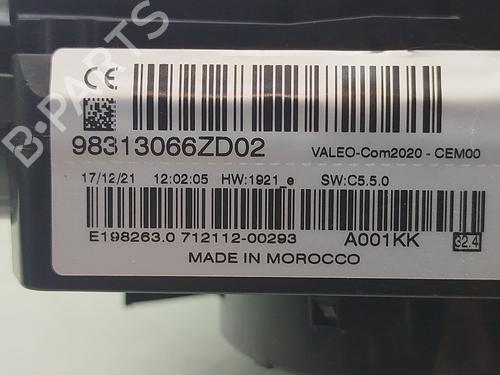 B-PARTS
CE
98313066ZD02 VALEO-Com2020 - CEM00
17/12/21 12:02:05 HW:1921_e SW:C5.5.0
E198263.0 712112-00293 A001KK 32.4
MADE IN MOROCCO